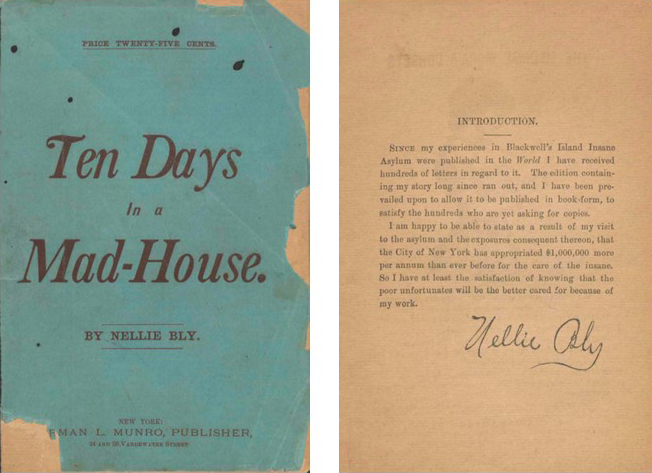 PRICE TWENTY-FIVE CENTS.
Ten Days
In a
Mad-House.
BY NELLIE BLY.
NEW YORK:
MAN L. MUNRO, PUBLISHER,
24 AND 26 VANDEWATER STREET
INTRODUCTION.
SINCE my experiences in Blackwell's Island Insane
Asylum were published in the World I have received
hundreds of letters in regard to it. The edition contain-
ing my story long since ran out, and I have been pre-
vailed upon to allow it to be published in book-form, to
satisfy the hundreds who are yet asking for copies.
I am happy to be able to state as a result of my visit
to the asylum and the exposures consequent thereon, that
the City of New York has appropriated $1,000,000 more
per annum than ever before for the care of the insane.
So I have at least the satisfaction of knowing that the
poor unfortunates will be the better cared for because of
my work.
Nellie Bly